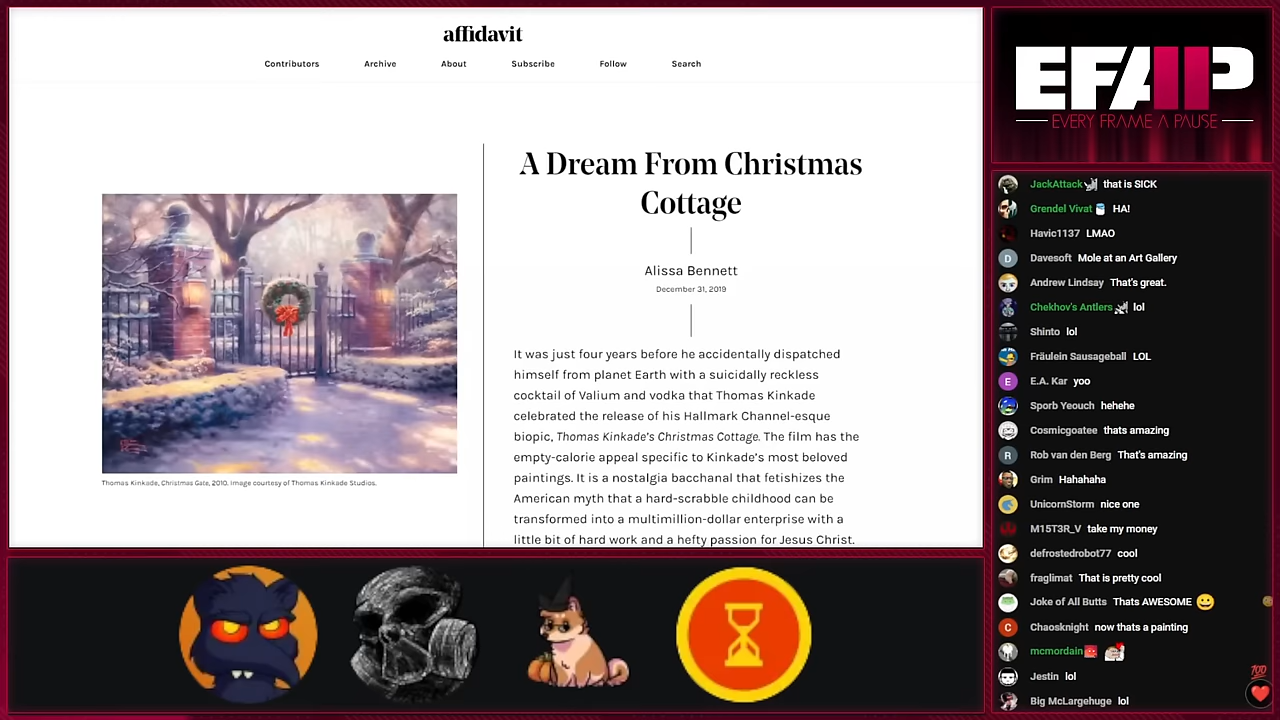 affidavit
Contributors Archive About Subscribe Follow Search
A Dream From Christmas
Cottage
Alissa Bennett
December 31, 2019
It was just four years before he accidentally dispatched
himself from planet Earth with a suicidally reckless
cocktail of Valium and vodka that Thomas Kinkade
celebrated the release of his Hallmark Channel-esque
biopic, Thomas Kinkade's Christmas Cottage. The film has the
empty-calorie appeal specific to Kinkade's most beloved
paintings. It is a nostalgia bacchanal that fetishizes the
American myth that a hard-scrabble childhood can be
transformed into a multimillion-dollar enterprise with a
little bit of hard work and a hefty passion for Jesus Christ.
Thomas Kinkade, Christmas Gate, 2010. Image courtesy of Thomas Kinkade Studios.
EFAP
EVERY FRAME A PAUSE
JackAttack that is SICK
Grendel Vivat HA!
Havic1137 LMAO
D Davesoft Mole at an Art Gallery
Andrew Lindsay That's great.
Chekhov's Antlers lol
Shinto lol
Fräulein Sausageball LOL
E E.A. Kar yoo
Sporb Yeouch hehehe
Cosmicgoatee thats amazing
R Rob van den Berg That's amazing
Grim Hahahaha
UnicornStorm nice one
M15T3R_V take my money
defrostedrobot77 cool
fraglimat That is pretty cool
Joke of All Butts Thats AWESOME
C Chaosknight now thats a painting
mcmordain
Jestin lol
Big McLargehuge lol
100